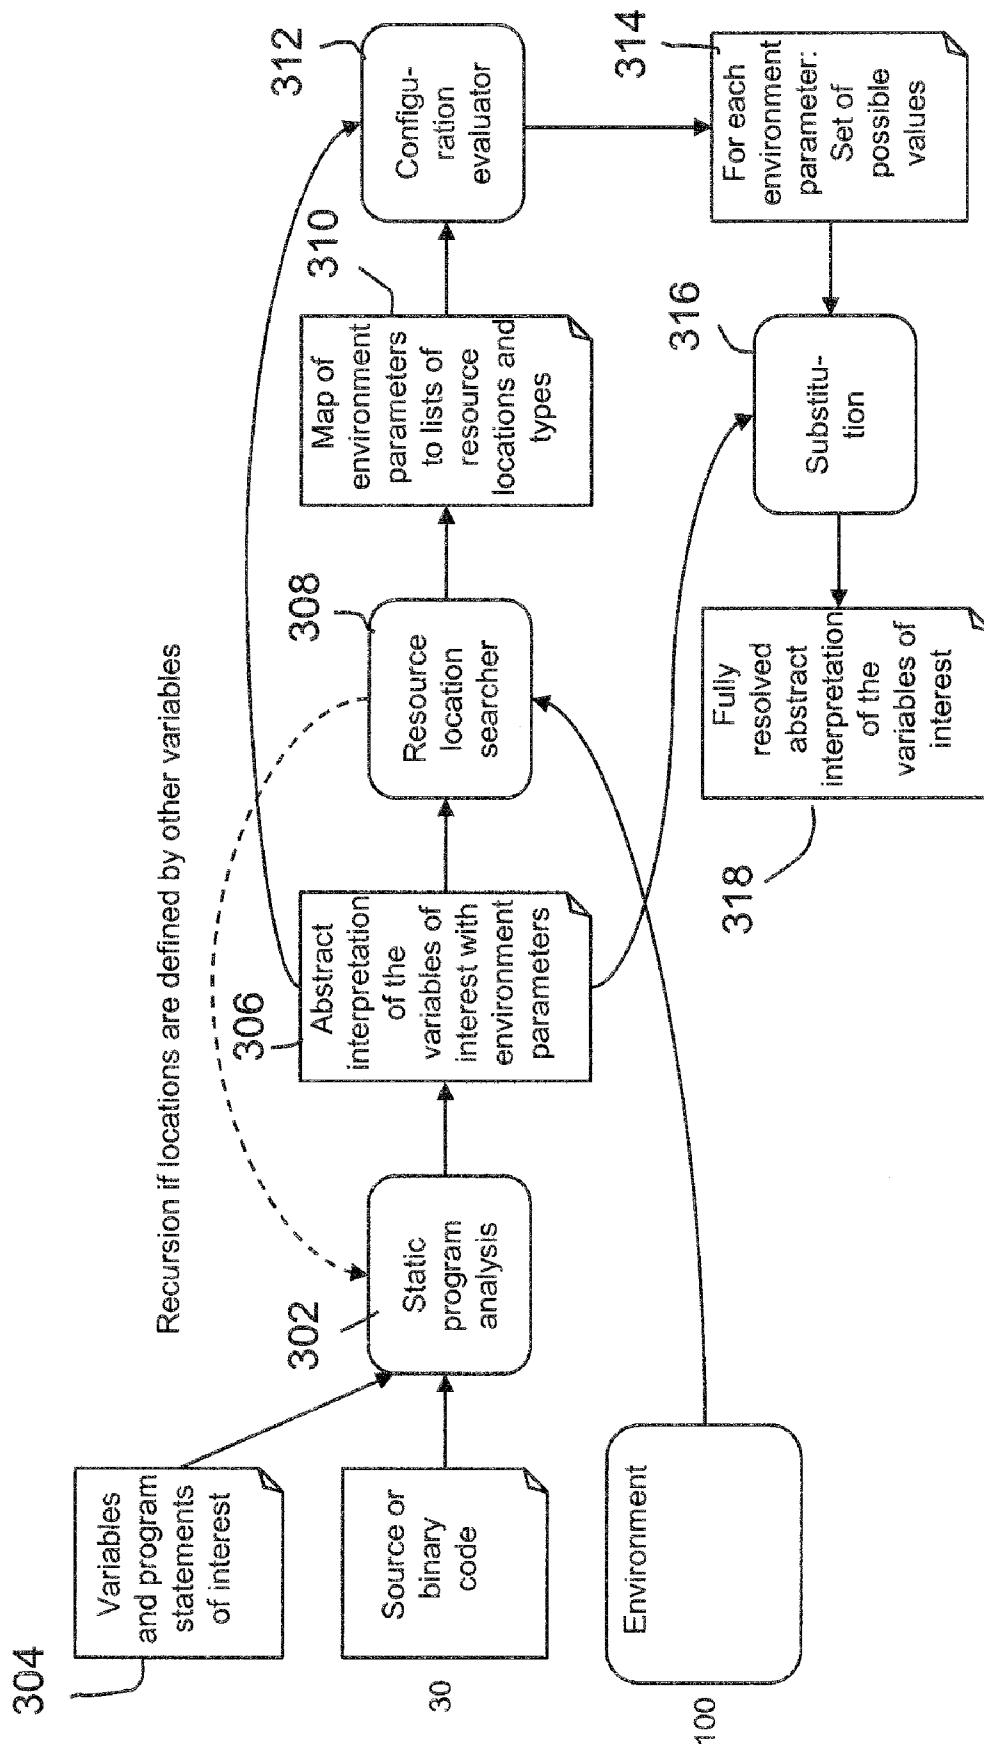 304
Variables
and program
statements
of interest
30
Source or
binary
code
100
Environment
Recursion if locations are defined by other variables
302
Static
program
analysis
306
Abstract
interpretation
of the
variables of
interest with
environment
parameters
308
Resource
location
searcher
310
Map of
environment
parameters
to lists of
resource
locations and
types
312
Configu-
ration
evaluator
314
For each
environment
parameter:
Set of
possible
values
316
Substitu-
tion
318
Fully
resolved
abstract
interpretation
of the
variables of
interest